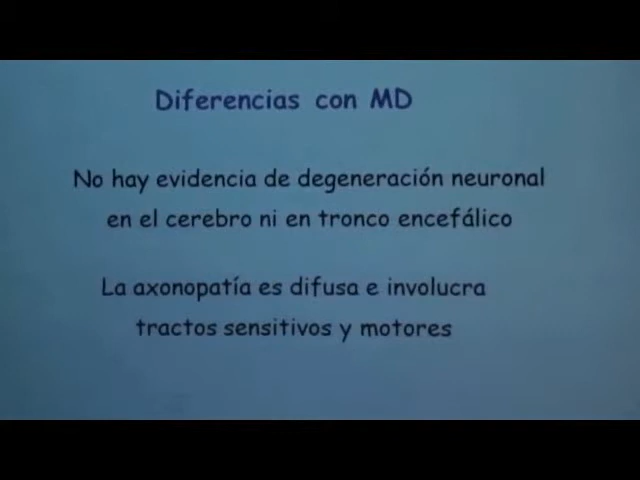 Diferencias con MD
No hay evidencia de degeneración neuronal
en el cerebro ni en tronco encefálico
La axonopatía es difusa e involucra
tractos sensitivos y motores